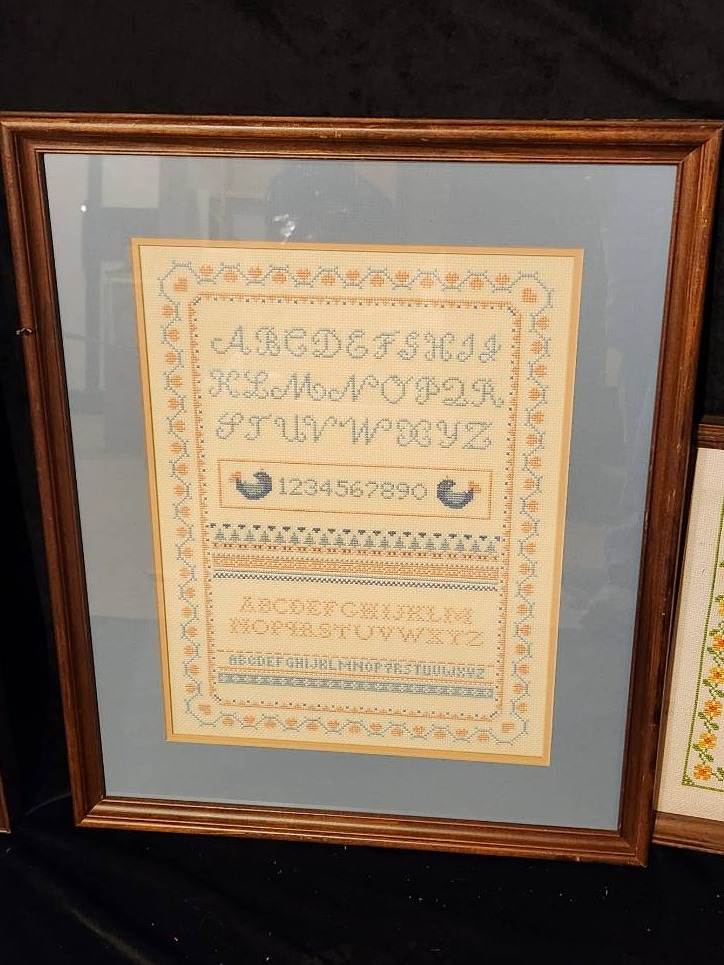 ABCDEFGHIJ
KLMNOPQR
STUVWXYZ
1234567890
ABCDEFGHIJKLM
NOPQRSTUVWXYZ
ABCDEFGHIJKLMNOPQRSTUVWXYZ